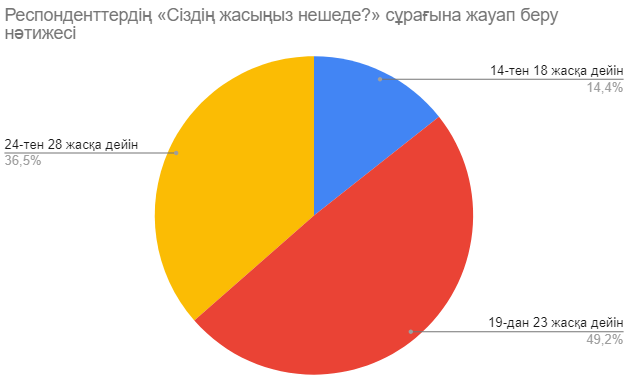 Респонденттердің «Сіздің жасыңыз нешеде?» сұрағына жауап беру
нәтижесі
14-тен 18 жасқа дейін
14,4%
24-тен 28 жасқа дейін
36,5%
19-дан 23 жасқа дейін
49,2%